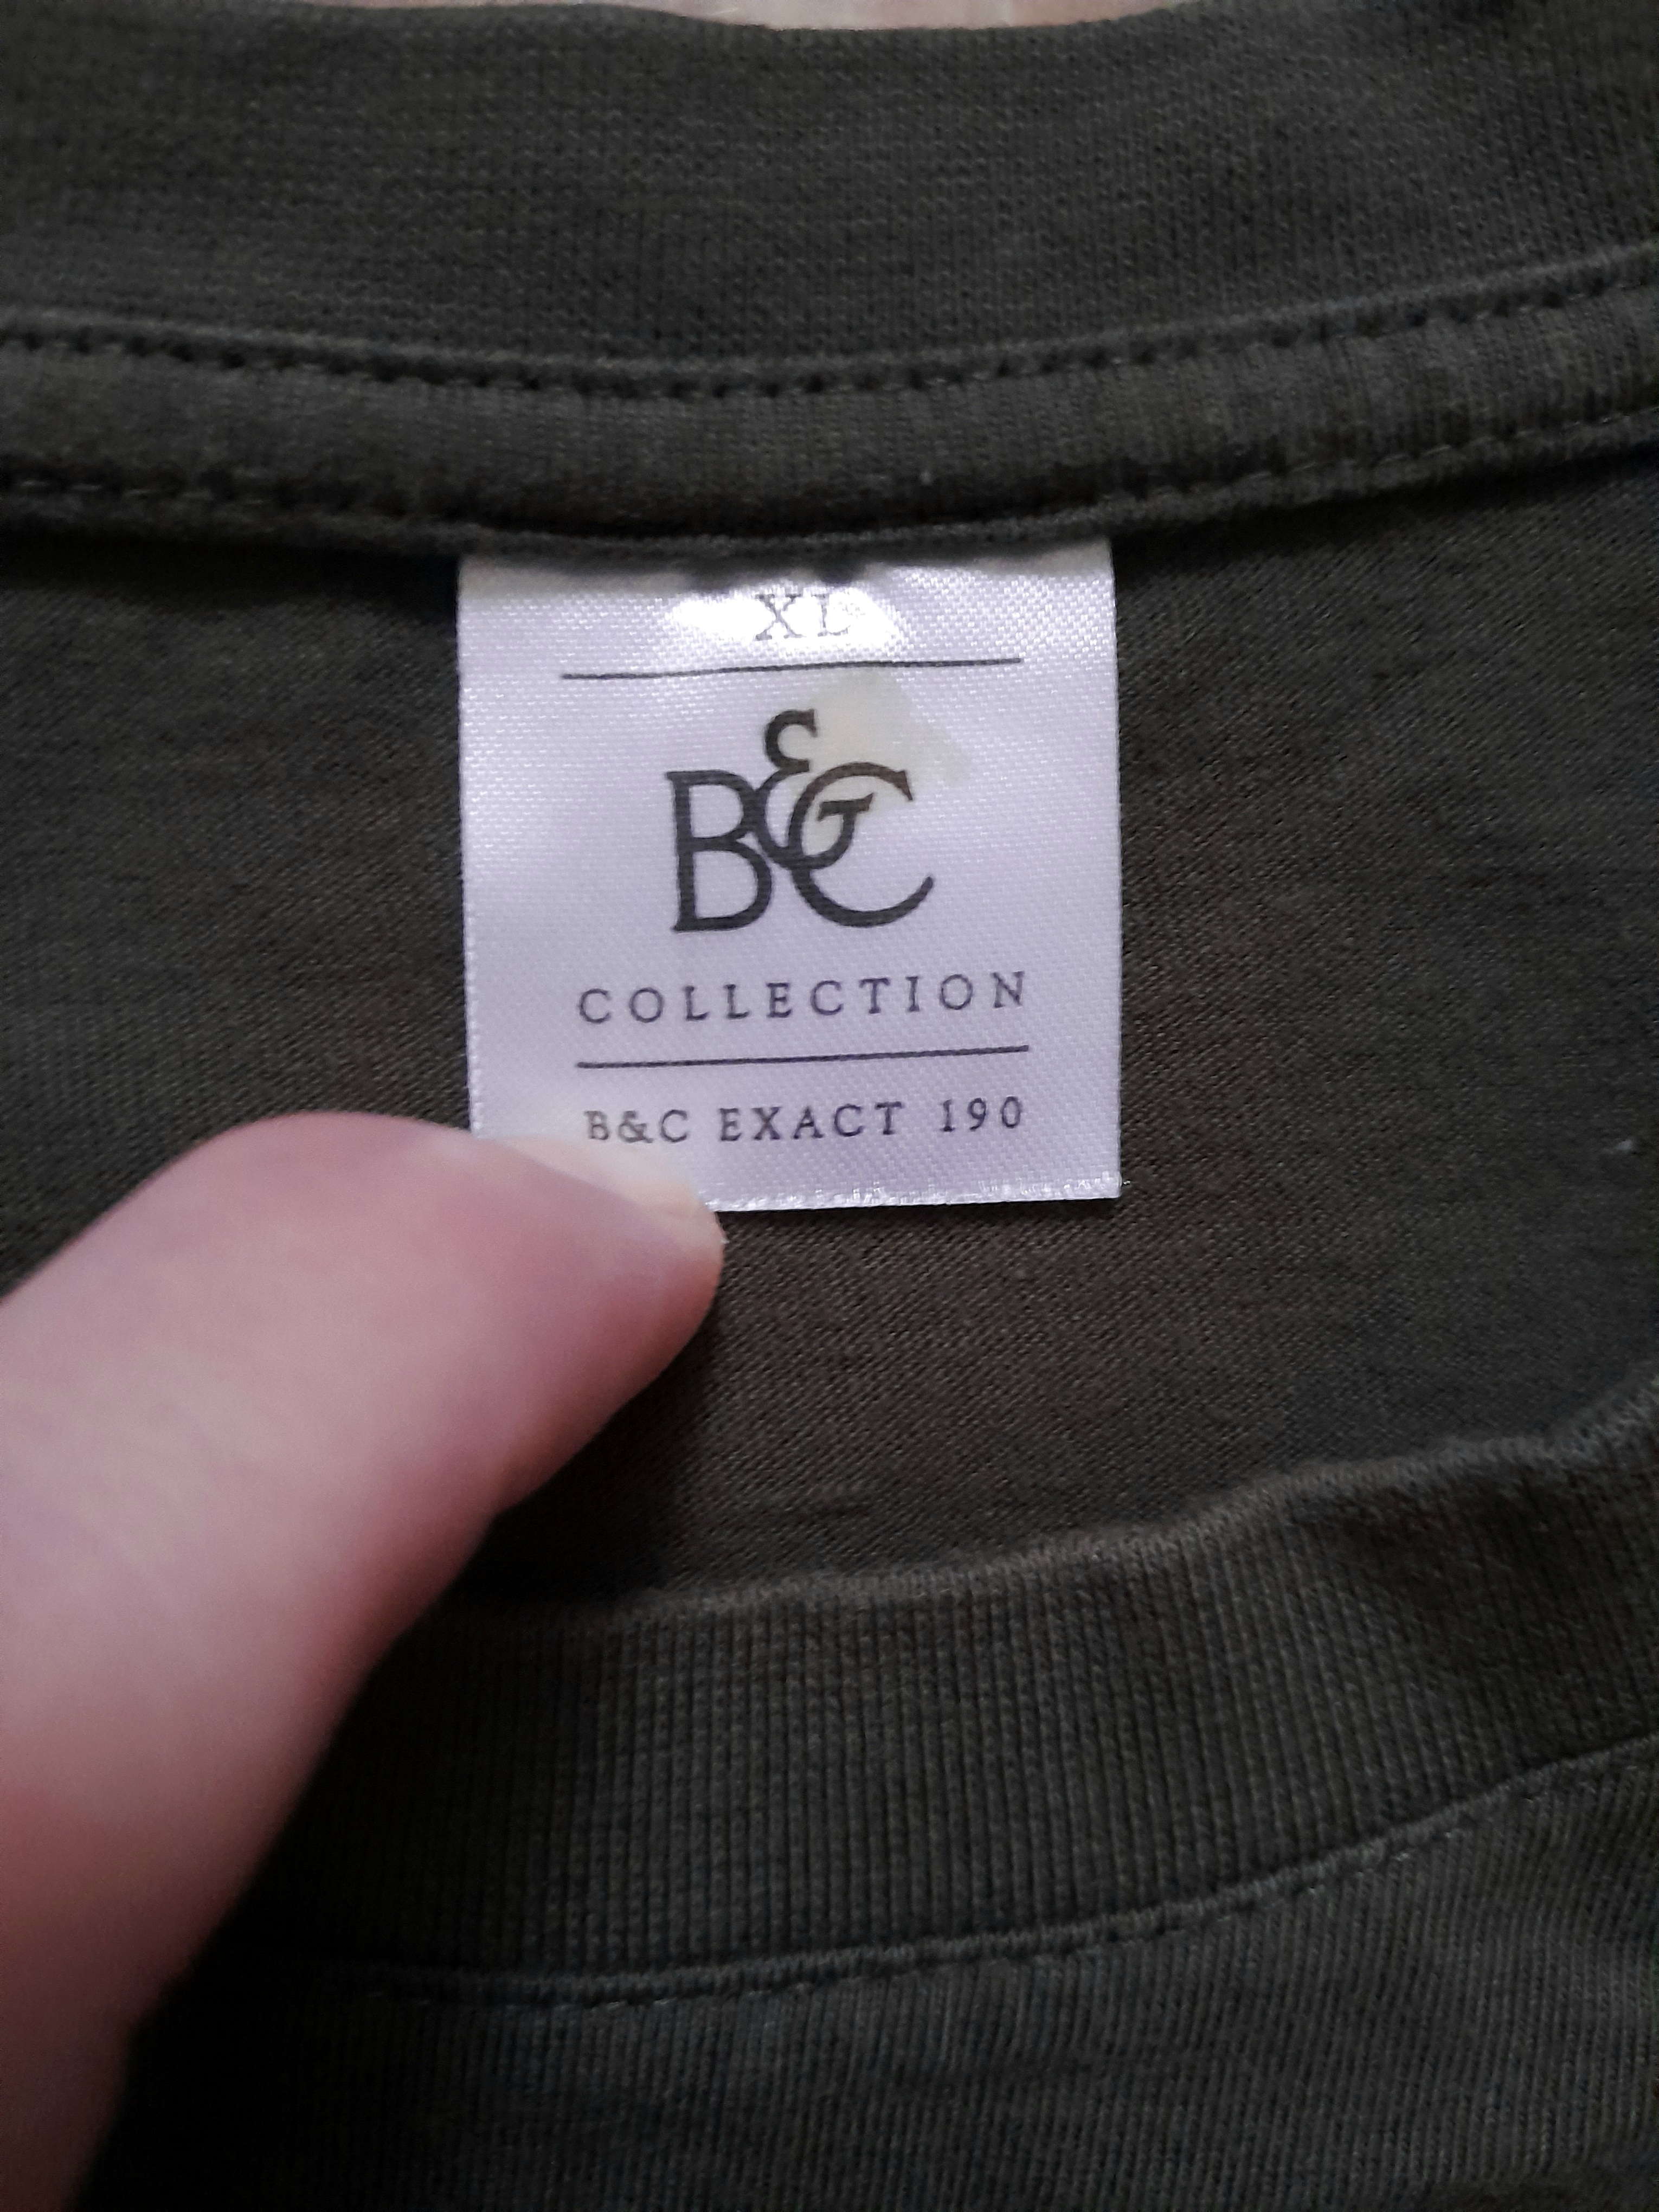 XL
B&C
COLLECTION
B&C EXACT 190